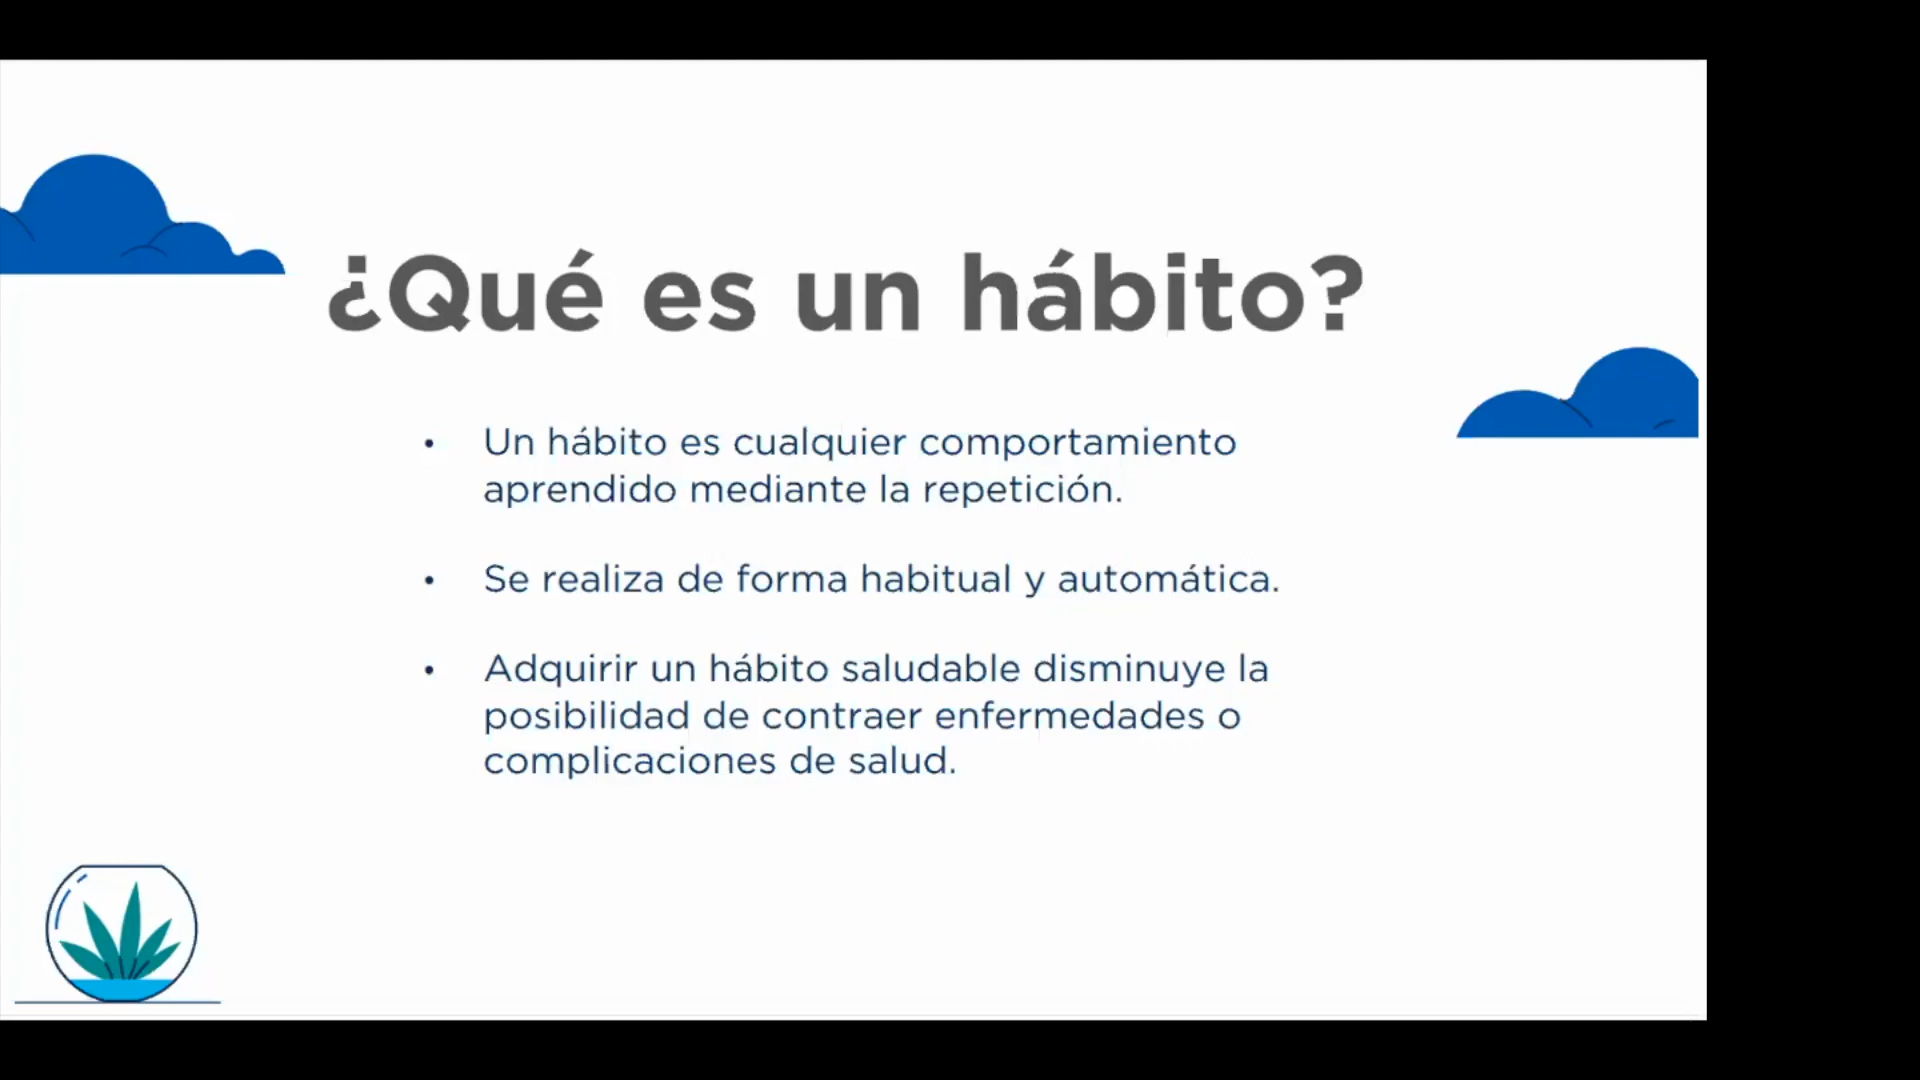 ¿Qué es un hábito?
• Un hábito es cualquier comportamiento
aprendido mediante la repetición.
• Se realiza de forma habitual y automática.
• Adquirir un hábito saludable disminuye la
posibilidad de contraer enfermedades o
complicaciones de salud.